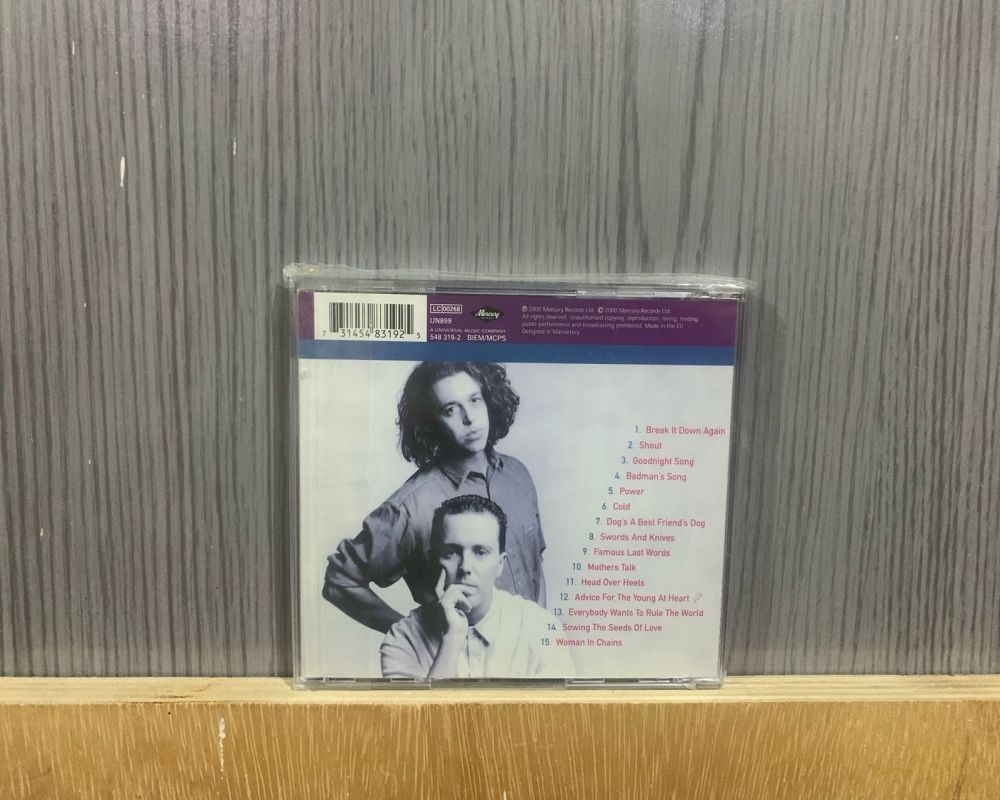 7 31454 83192 5
LC 00268
UN899
A UNIVERSAL MUSIC COMPANY
548 319-2 BIEM/MCPS
Mercury
℗ 2000 Mercury Records Ltd © 2000 Mercury Records Ltd
All rights reserved. Unauthorised copying, reproduction, hiring, lending,
public performance and broadcasting prohibited. Made in the EU
Designed at Mainartery
1. Break It Down Again
2. Shout
3. Goodnight Song
4. Badman's Song
5. Power
6. Cold
7. Dog's A Best Friend's Dog
8. Swords And Knives
9. Famous Last Words
10. Mothers Talk
11. Head Over Heels
12. Advice For The Young At Heart
13. Everybody Wants To Rule The World
14. Sowing The Seeds Of Love
15. Woman In Chains